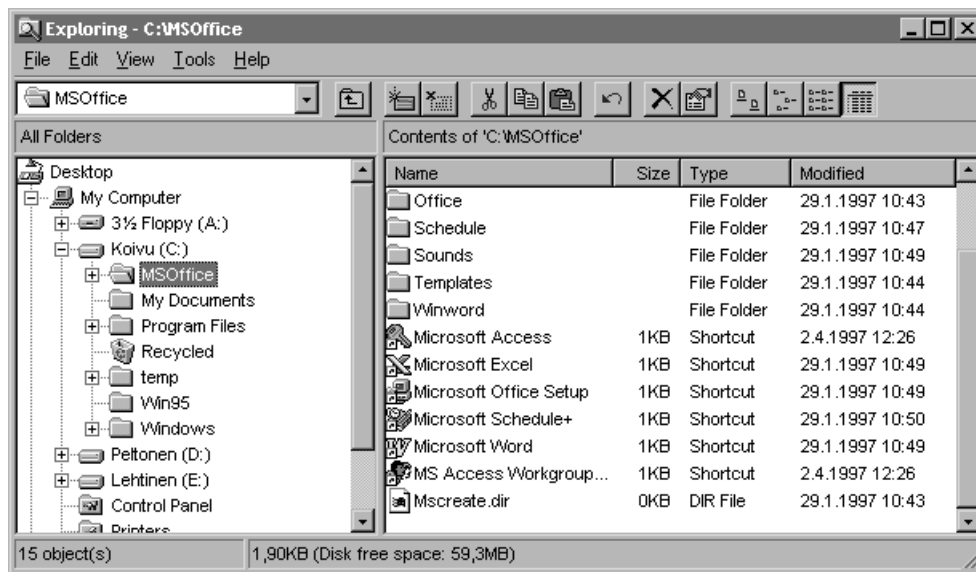 Exploring - C:\MSOffice
File Edit View Tools Help
MSOffice
All Folders
Contents of 'C:\MSOffice'
Desktop
My Computer
3½ Floppy (A:)
Koivu (C:)
MSOffice
My Documents
Program Files
Recycled
temp
Win95
Windows
Peltonen (D:)
Lehtinen (E:)
Control Panel
Printers
Name Size Type Modified
Office File Folder 29.1.1997 10:43
Schedule File Folder 29.1.1997 10:47
Sounds File Folder 29.1.1997 10:49
Templates File Folder 29.1.1997 10:44
Winword File Folder 29.1.1997 10:44
Microsoft Access 1KB Shortcut 2.4.1997 12:26
Microsoft Excel 1KB Shortcut 29.1.1997 10:49
Microsoft Office Setup 1KB Shortcut 29.1.1997 10:49
Microsoft Schedule+ 1KB Shortcut 29.1.1997 10:50
Microsoft Word 1KB Shortcut 29.1.1997 10:49
MS Access Workgroup... 1KB Shortcut 2.4.1997 12:26
Mscreate.dir 0KB DIR File 29.1.1997 10:43
15 object(s) 1,90KB (Disk free space: 59,3MB)